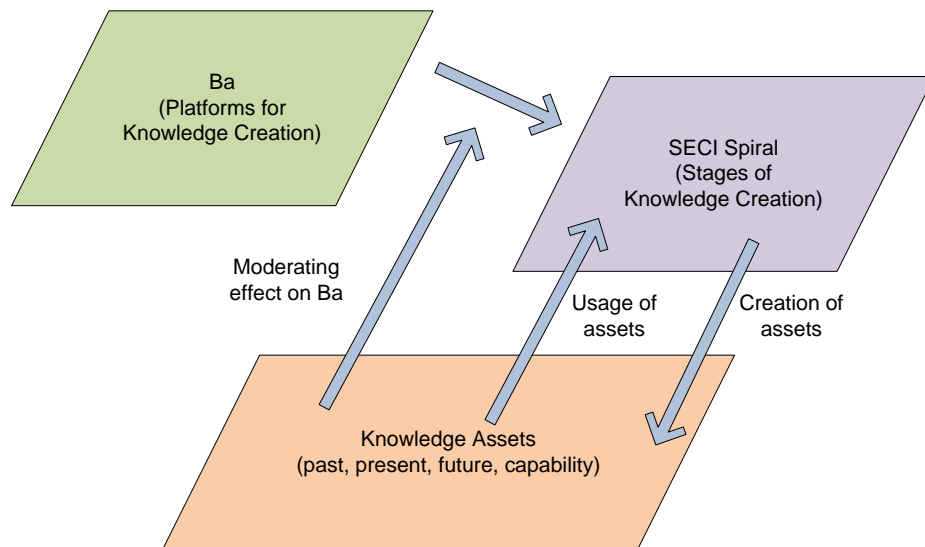 Ba
(Platforms for
Knowledge Creation)
SECI Spiral
(Stages of
Knowledge Creation)
Moderating
effect on Ba
Usage of
assets
Creation of
assets
Knowledge Assets
(past, present, future, capability)